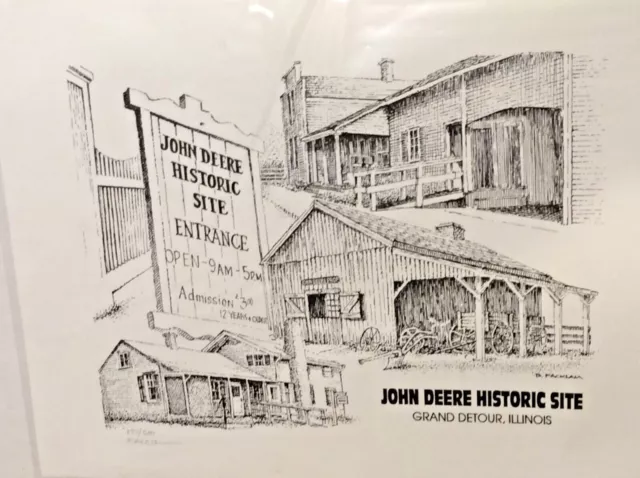 JOHN DEERE
HISTORIC
SITE
ENTRANCE
OPEN-9AM-5PM
Admission $3.00
12 YEARS
JOHN DEERE HISTORIC SITE
GRAND DETOUR, ILLINOIS